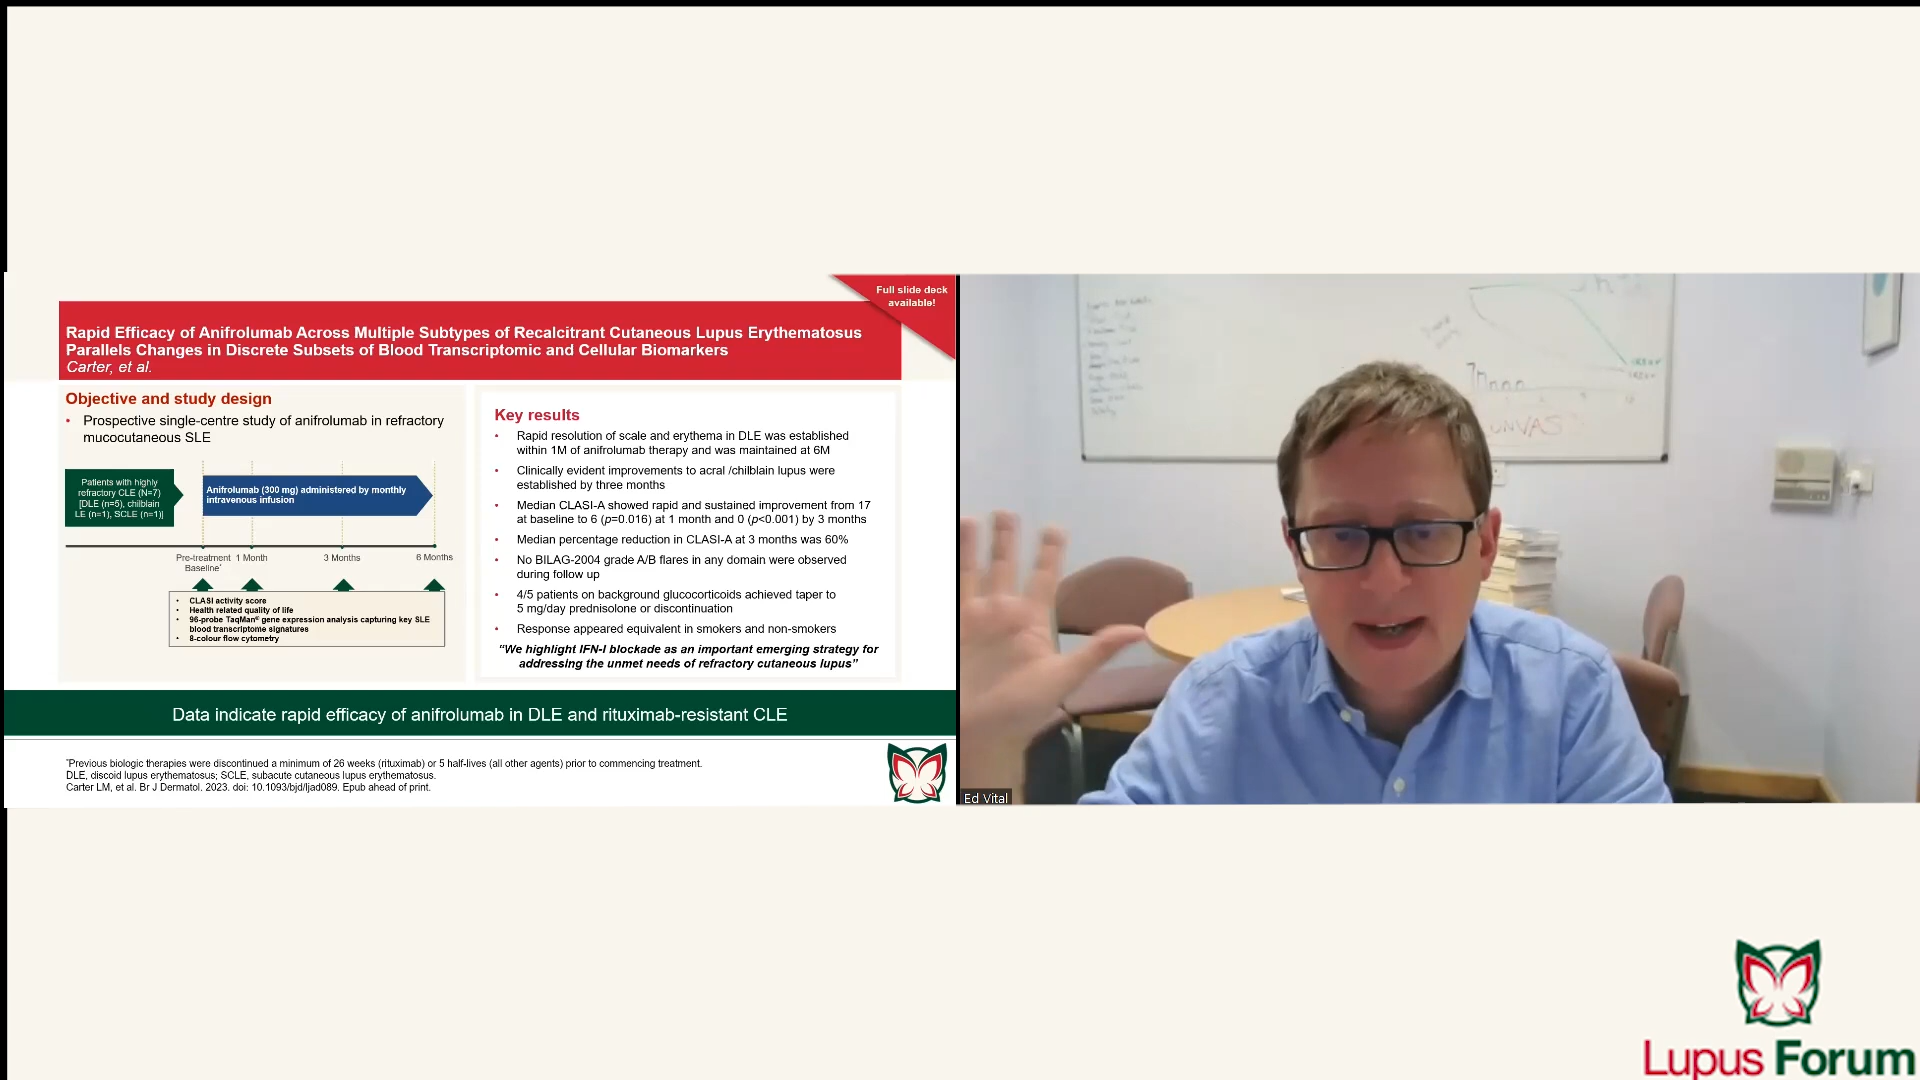 Full slide deck
available!
Rapid Efficacy of Anifrolumab Across Multiple Subtypes of Recalcitrant Cutaneous Lupus Erythematosus
Parallels Changes in Discrete Subsets of Blood Transcriptomic and Cellular Biomarkers
Carter, et al.
Objective and study design
• Prospective single-centre study of anifrolumab in refractory
mucocutaneous SLE
Patients with highly
refractory CLE (N=7)
[DLE (n=5), chilblain
LE (n=1), SCLE (n=1)]
Anifrolumab (300 mg) administered by monthly
intravenous infusion
Pre-treatment
Baseline*
1 Month
3 Months
6 Months
• CLASI activity score
• Health related quality of life
• 96-probe TaqMan® gene expression analysis capturing key SLE
blood transcriptome signatures
• 8-colour flow cytometry
Key results
• Rapid resolution of scale and erythema in DLE was established
within 1M of anifrolumab therapy and was maintained at 6M
• Clinically evident improvements to acral /chilblain lupus were
established by three months
• Median CLASI-A showed rapid and sustained improvement from 17
at baseline to 6 (p=0.016) at 1 month and 0 (p<0.001) by 3 months
• Median percentage reduction in CLASI-A at 3 months was 60%
• No BILAG-2004 grade A/B flares in any domain were observed
during follow up
• 4/5 patients on background glucocorticoids achieved taper to
5 mg/day prednisolone or discontinuation
• Response appeared equivalent in smokers and non-smokers
“We highlight IFN-I blockade as an important emerging strategy for
addressing the unmet needs of refractory cutaneous lupus”
Data indicate rapid efficacy of anifrolumab in DLE and rituximab-resistant CLE
*Previous biologic therapies were discontinued a minimum of 26 weeks (rituximab) or 5 half-lives (all other agents) prior to commencing treatment.
DLE, discoid lupus erythematosus; SCLE, subacute cutaneous lupus erythematosus.
Carter LM, et al. Br J Dermatol. 2023. doi: 10.1093/bjd/ljad089. Epub ahead of print.
Ed Vital
Lupus Forum